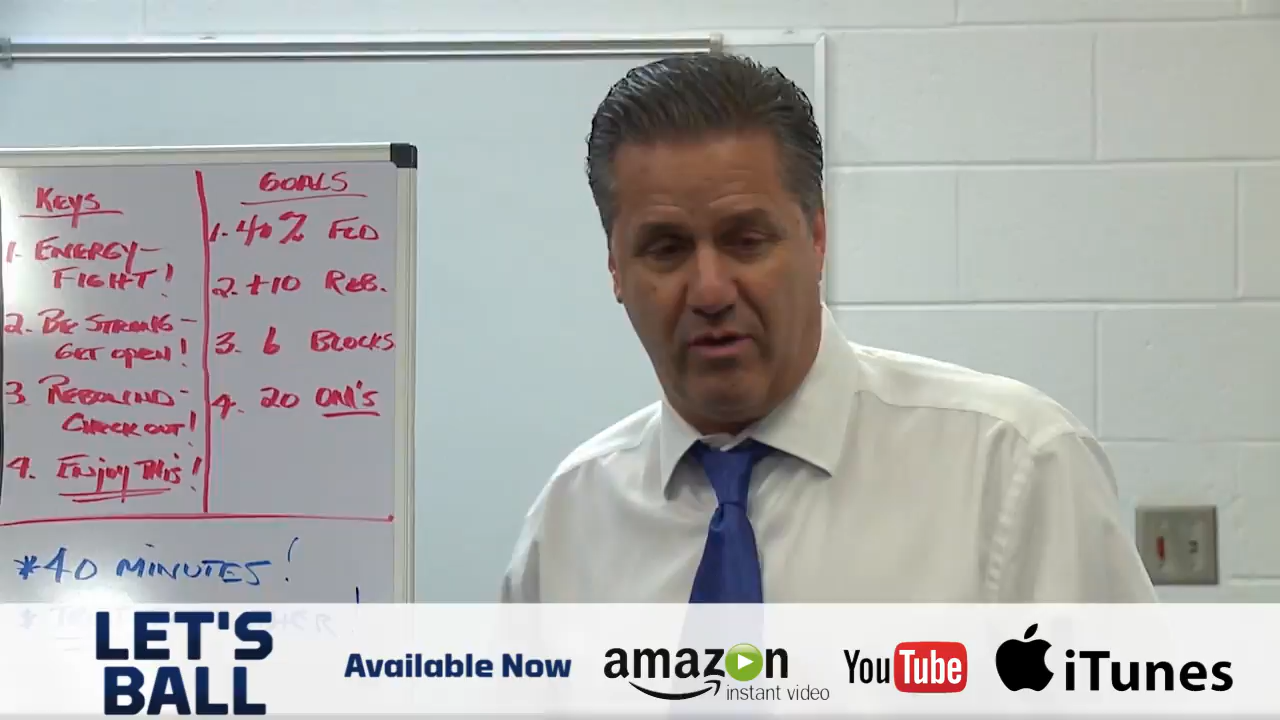 KEYS
1. ENERGY-
FIGHT!
2. BE STRONG-
GET OPEN!
3 REBOUND-
CHECK OUT!
4. ENJOY THIS!
GOALS
1. 40% FGD
2. +10 REB.
3. 6 BLOCKS
4. 20 OM'S
*40 MINUTES!
LET'S
BALL
Available Now
amazon
instant video
YouTube
iTunes